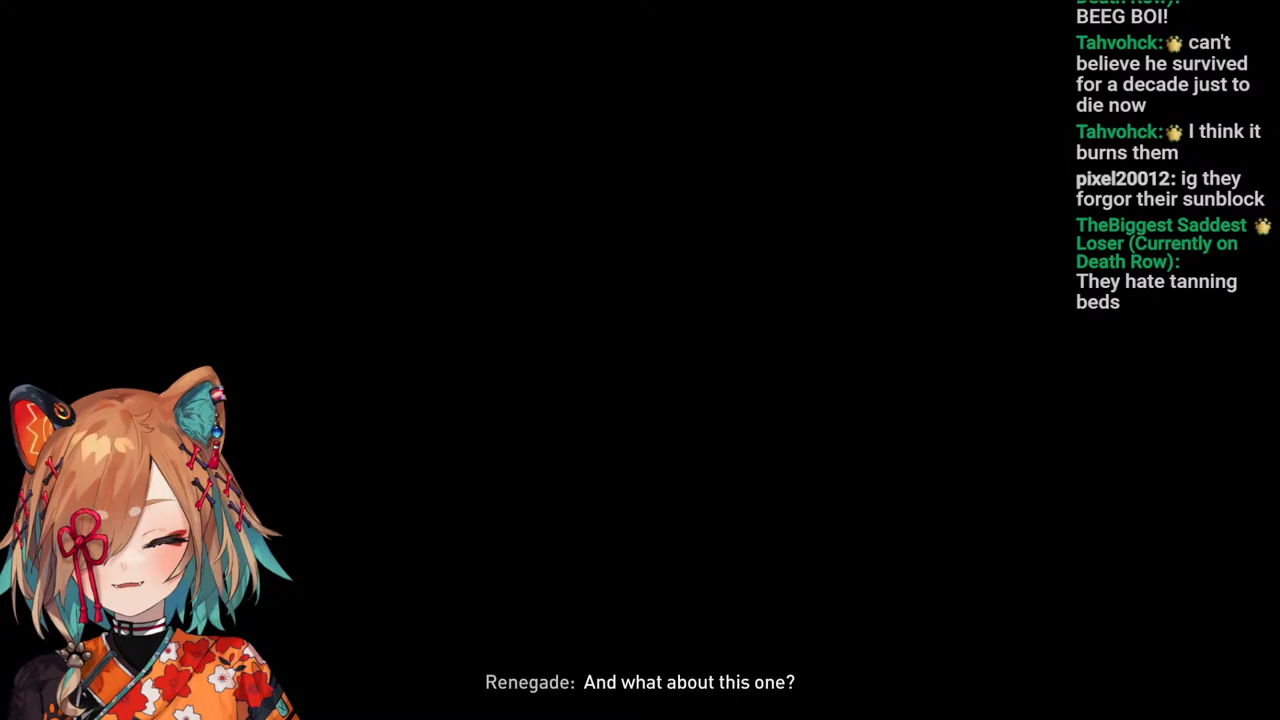 Death Row):
BEEG BOI!
Tahvohck: can't
believe he survived
for a decade just to
die now
Tahvohck: I think it
burns them
pixel20012: ig they
forgor their sunblock
TheBiggest Saddest
Loser (Currently on
Death Row):
They hate tanning
beds
Renegade: And what about this one?